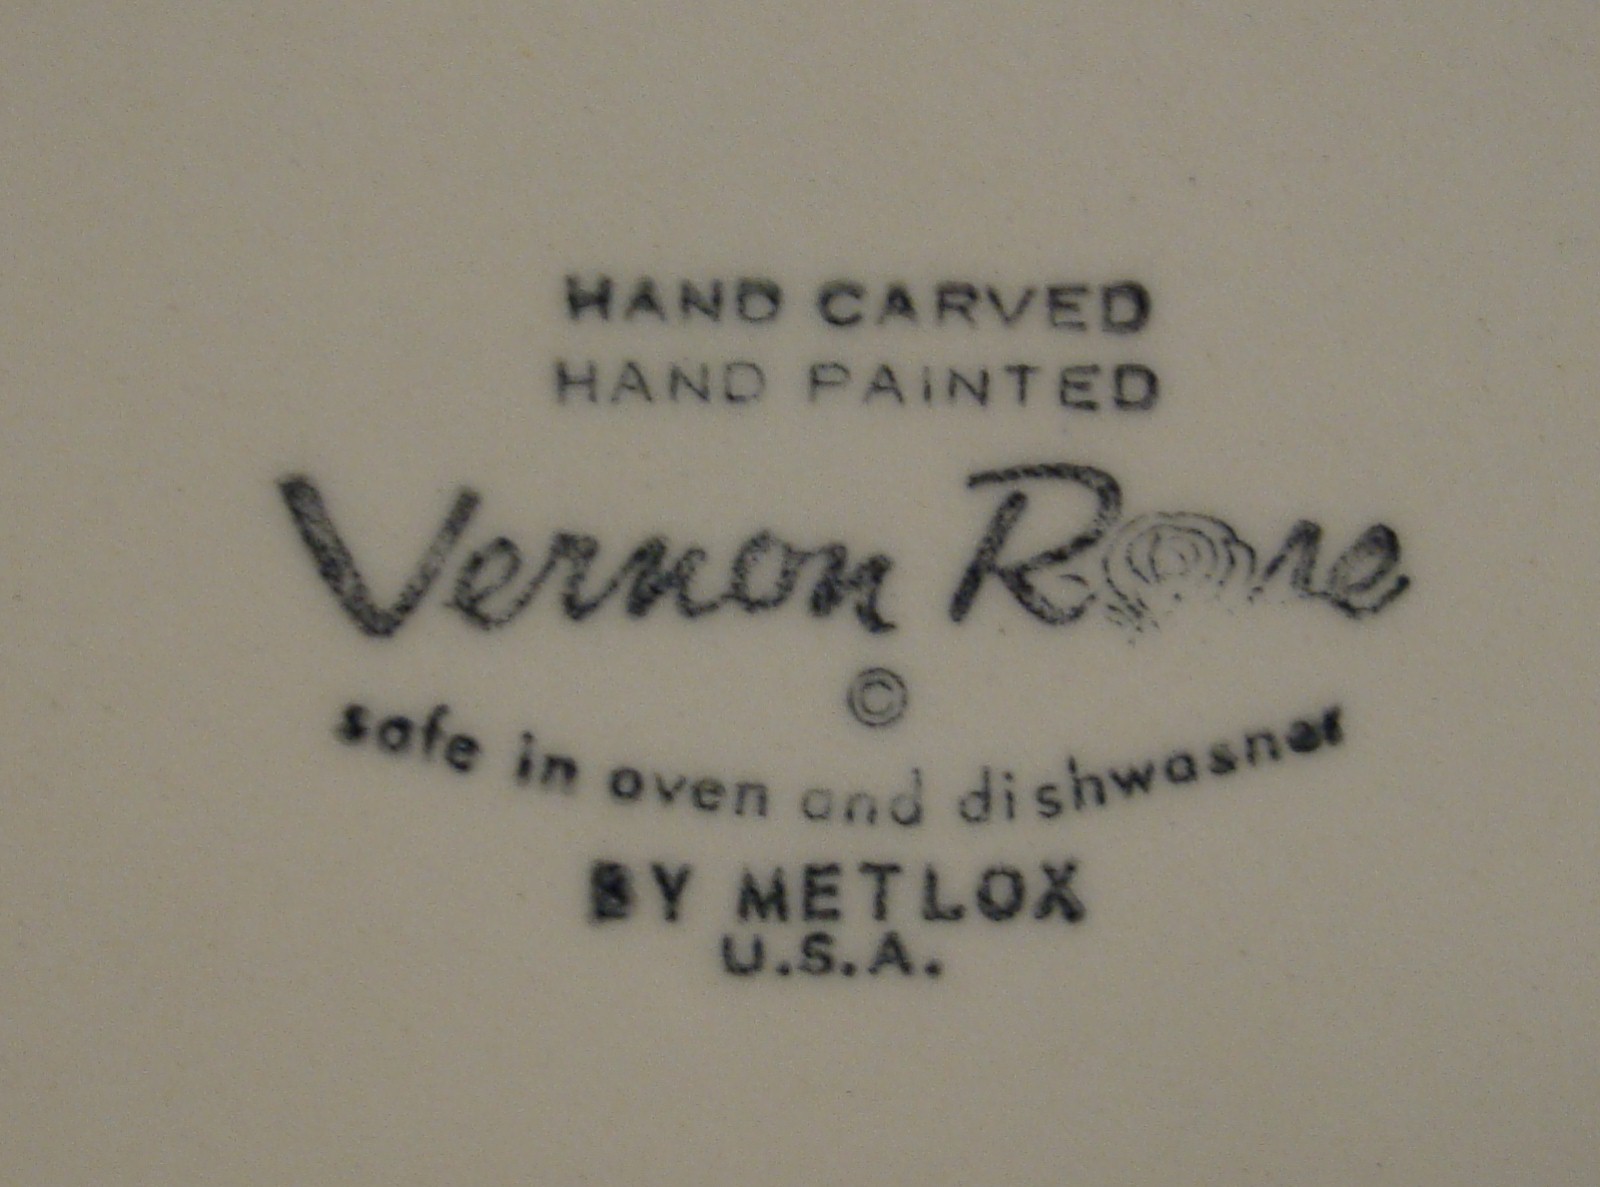 HAND CARVED
HAND PAINTED
Vernon Rose
©
safe in oven and dishwasher
BY METLOX
U.S.A.